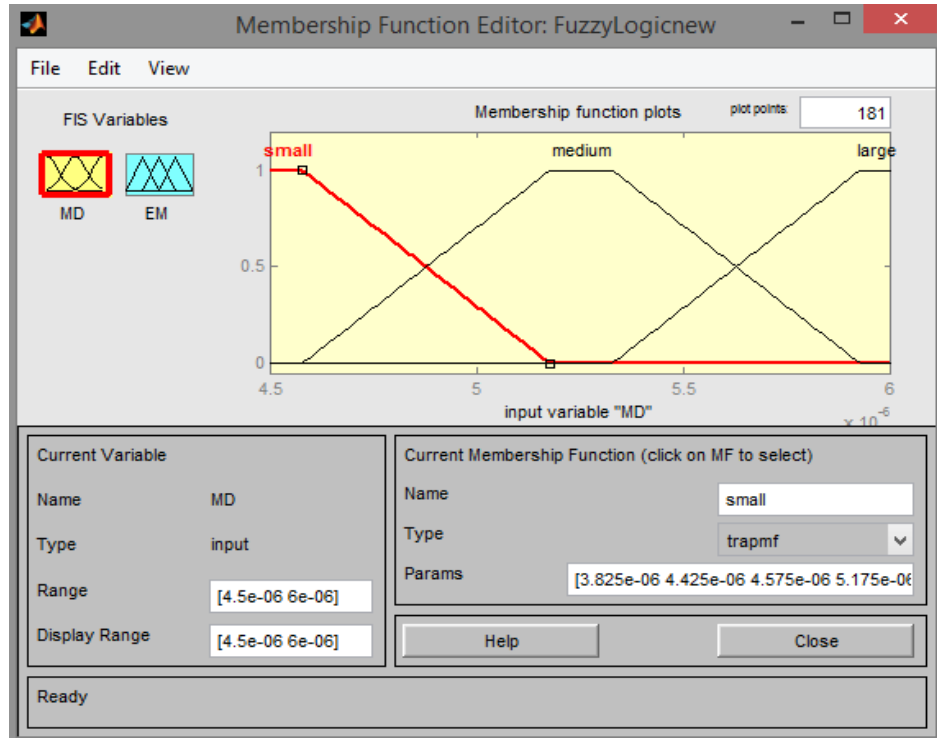 Membership Function Editor: FuzzyLogicnew
File Edit View
FIS Variables
Membership function plots
plot points:
181
MD
EM
small
medium
large
1
0.5
0
4.5
5
5.5
6
input variable "MD"
x 10-6
Current Variable
Name MD
Type input
Range [4.5e-06 6e-06]
Display Range [4.5e-06 6e-06]
Current Membership Function (click on MF to select)
Name small
Type trapmf
Params [3.825e-06 4.425e-06 4.575e-06 5.175e-06
Help
Close
Ready